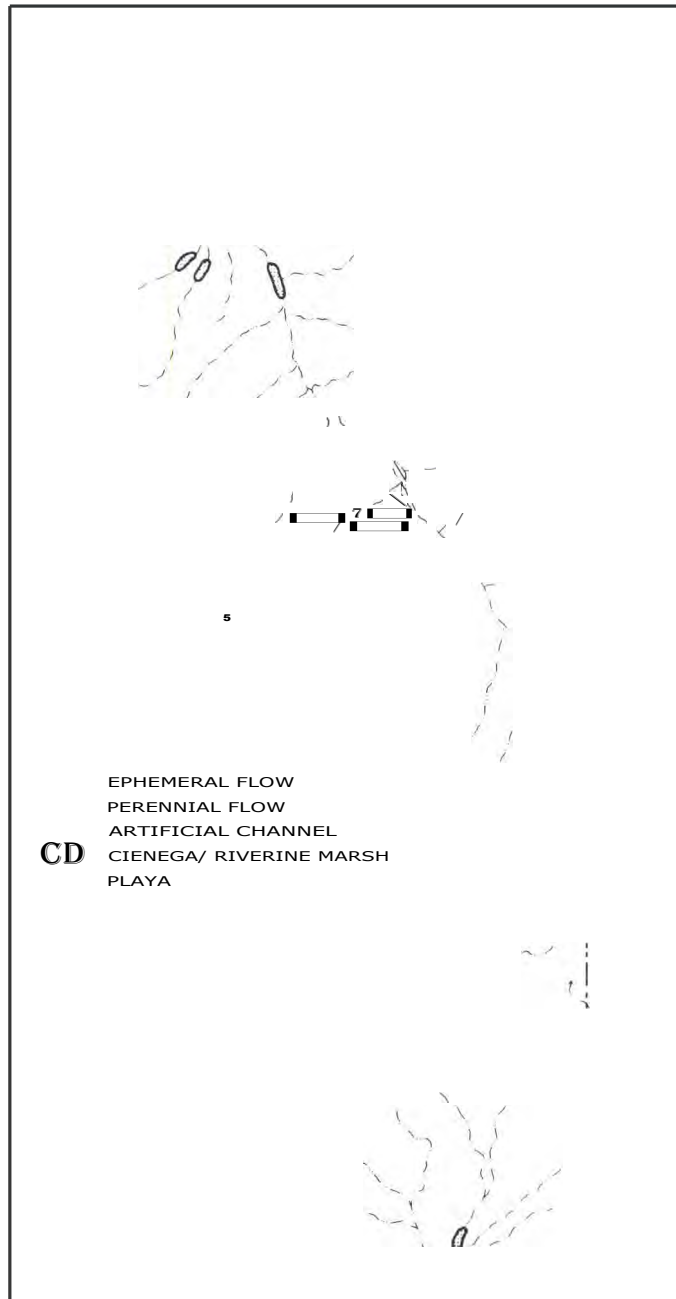 7
5
EPHEMERAL FLOW
PERENNIAL FLOW
ARTIFICIAL CHANNEL
CD CIENEGA/ RIVERINE MARSH
PLAYA